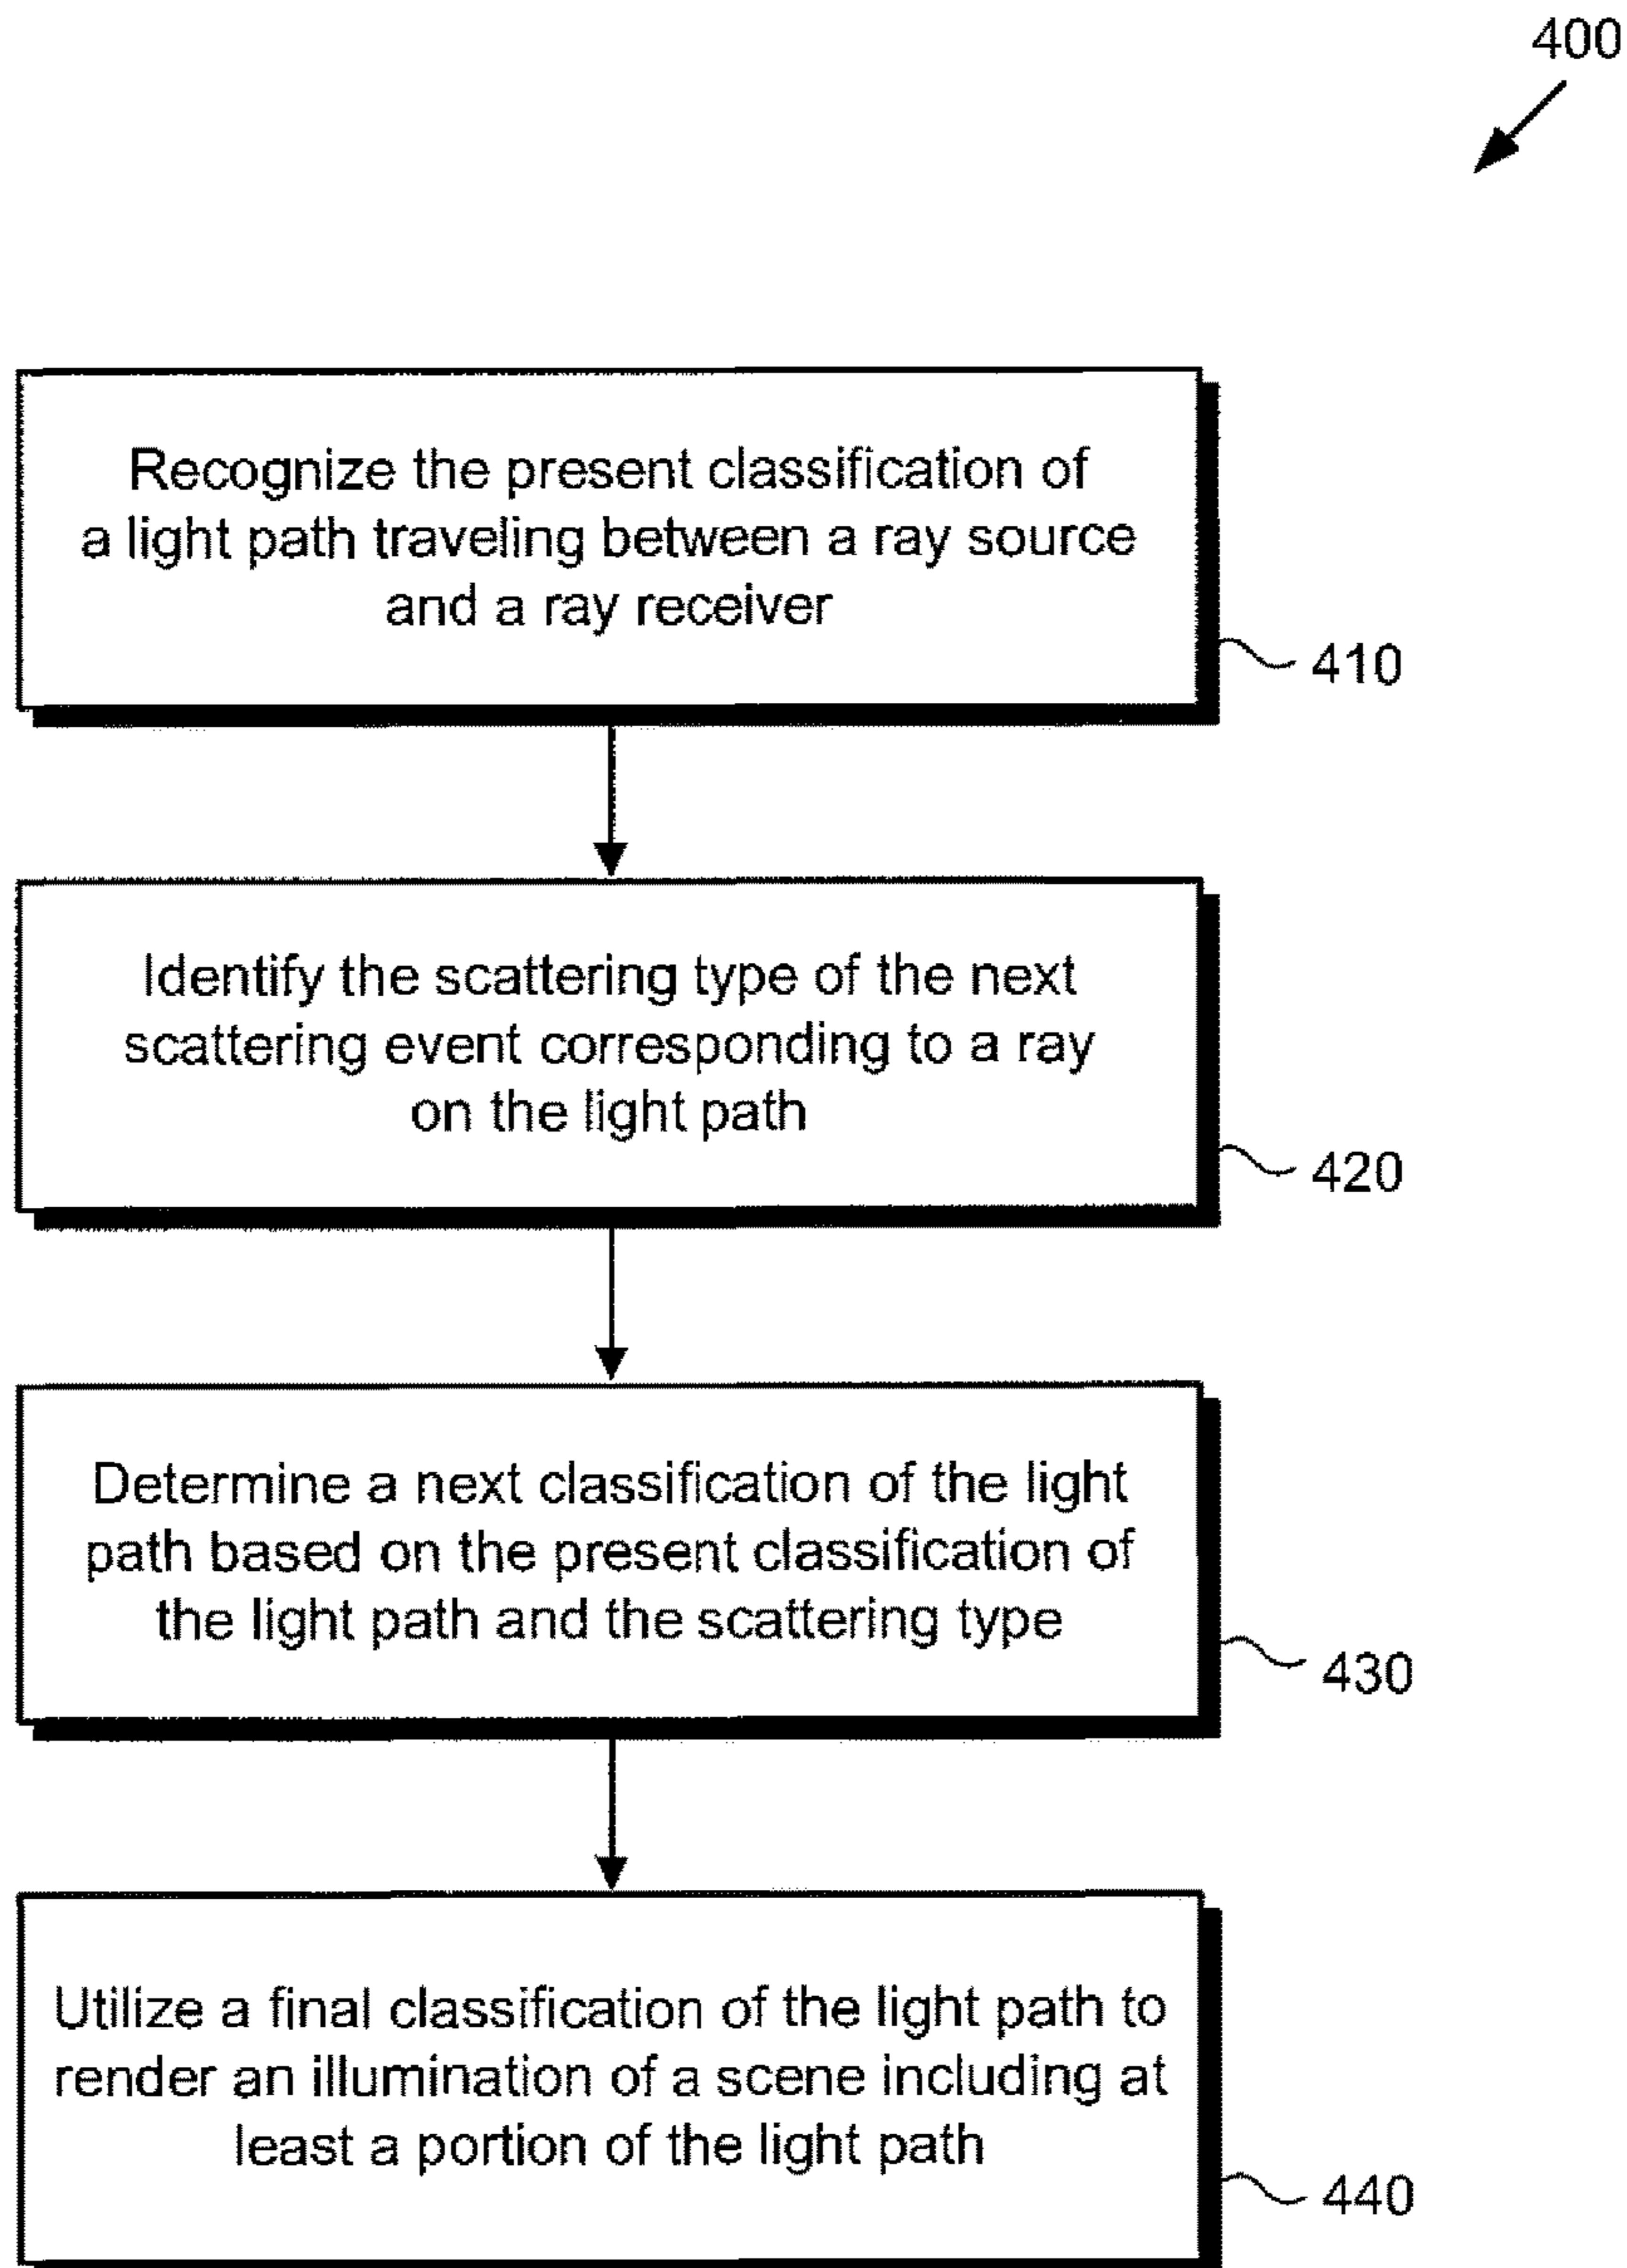 400
Recognize the present classification of
a light path traveling between a ray source
and a ray receiver
410
Identify the scattering type of the next
scattering event corresponding to a ray
on the light path
420
Determine a next classification of the light
path based on the present classification of
the light path and the scattering type
430
Utilize a final classification of the light path to
render an illumination of a scene including at
least a portion of the light path
440